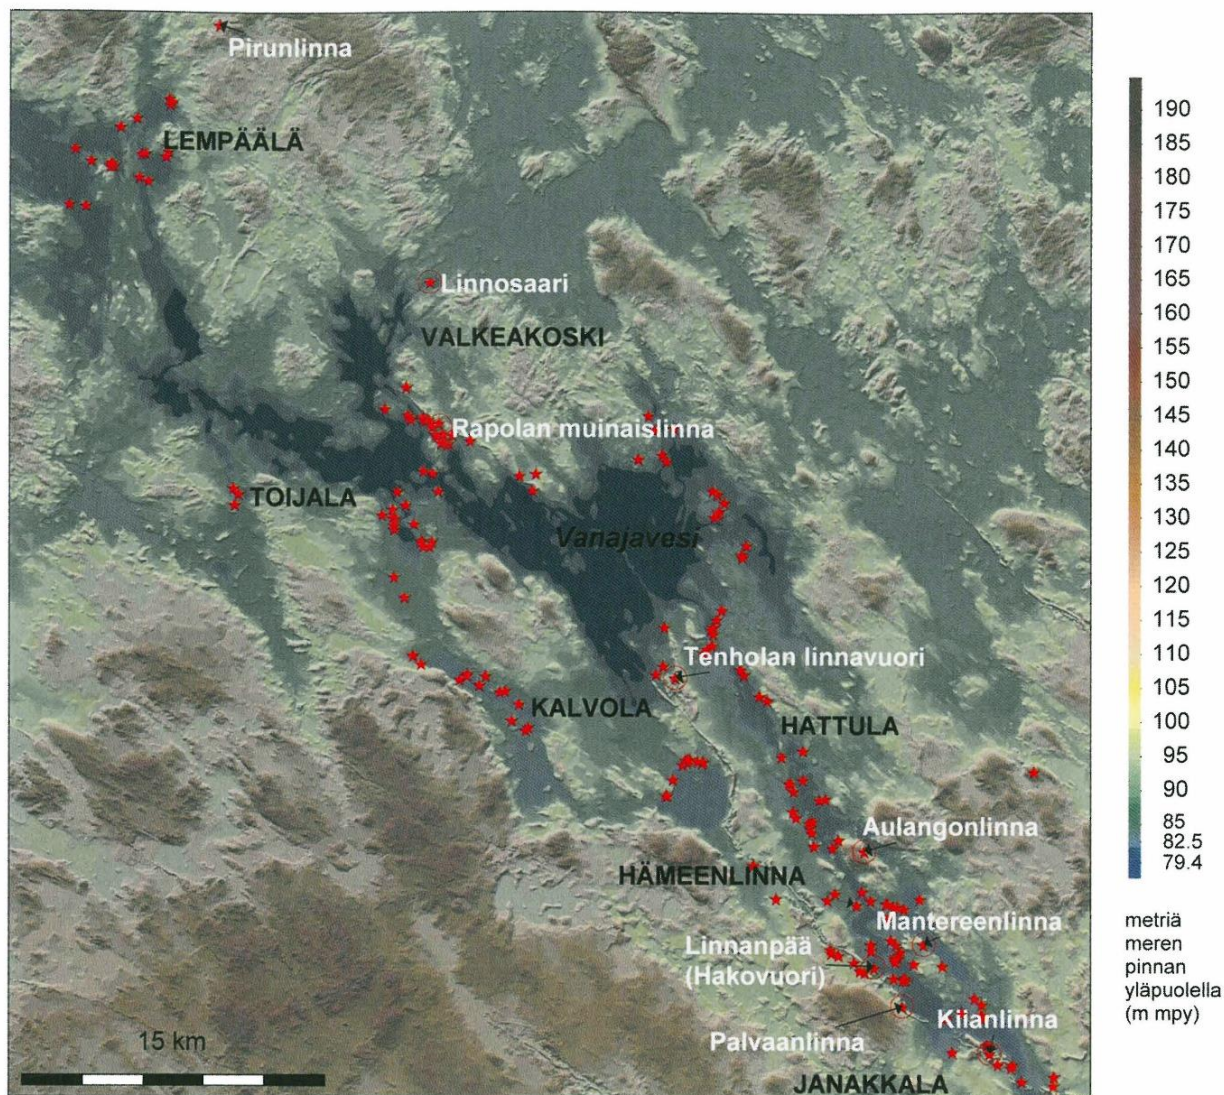 Pirunlinna
LEMPÄÄLÄ
Linnosaari
VALKEAKOSKI
Rapolan muinaislinna
TOIJALA
Vanajavesi
Tenholan linnavuori
KALVOLA
HATTULA
Aulangonlinna
HÄMEENLINNA
Mantereenlinna
Linnanpää
(Hakovuori)
Kilanlinna
Palvaanlinna
JANAKKALA
15 km
190
185
180
175
170
165
160
155
150
145
140
135
130
125
120
115
110
105
100
95
90
85
82.5
79.4
metriä
meren
pinnan
yläpuolella
(m mpy)